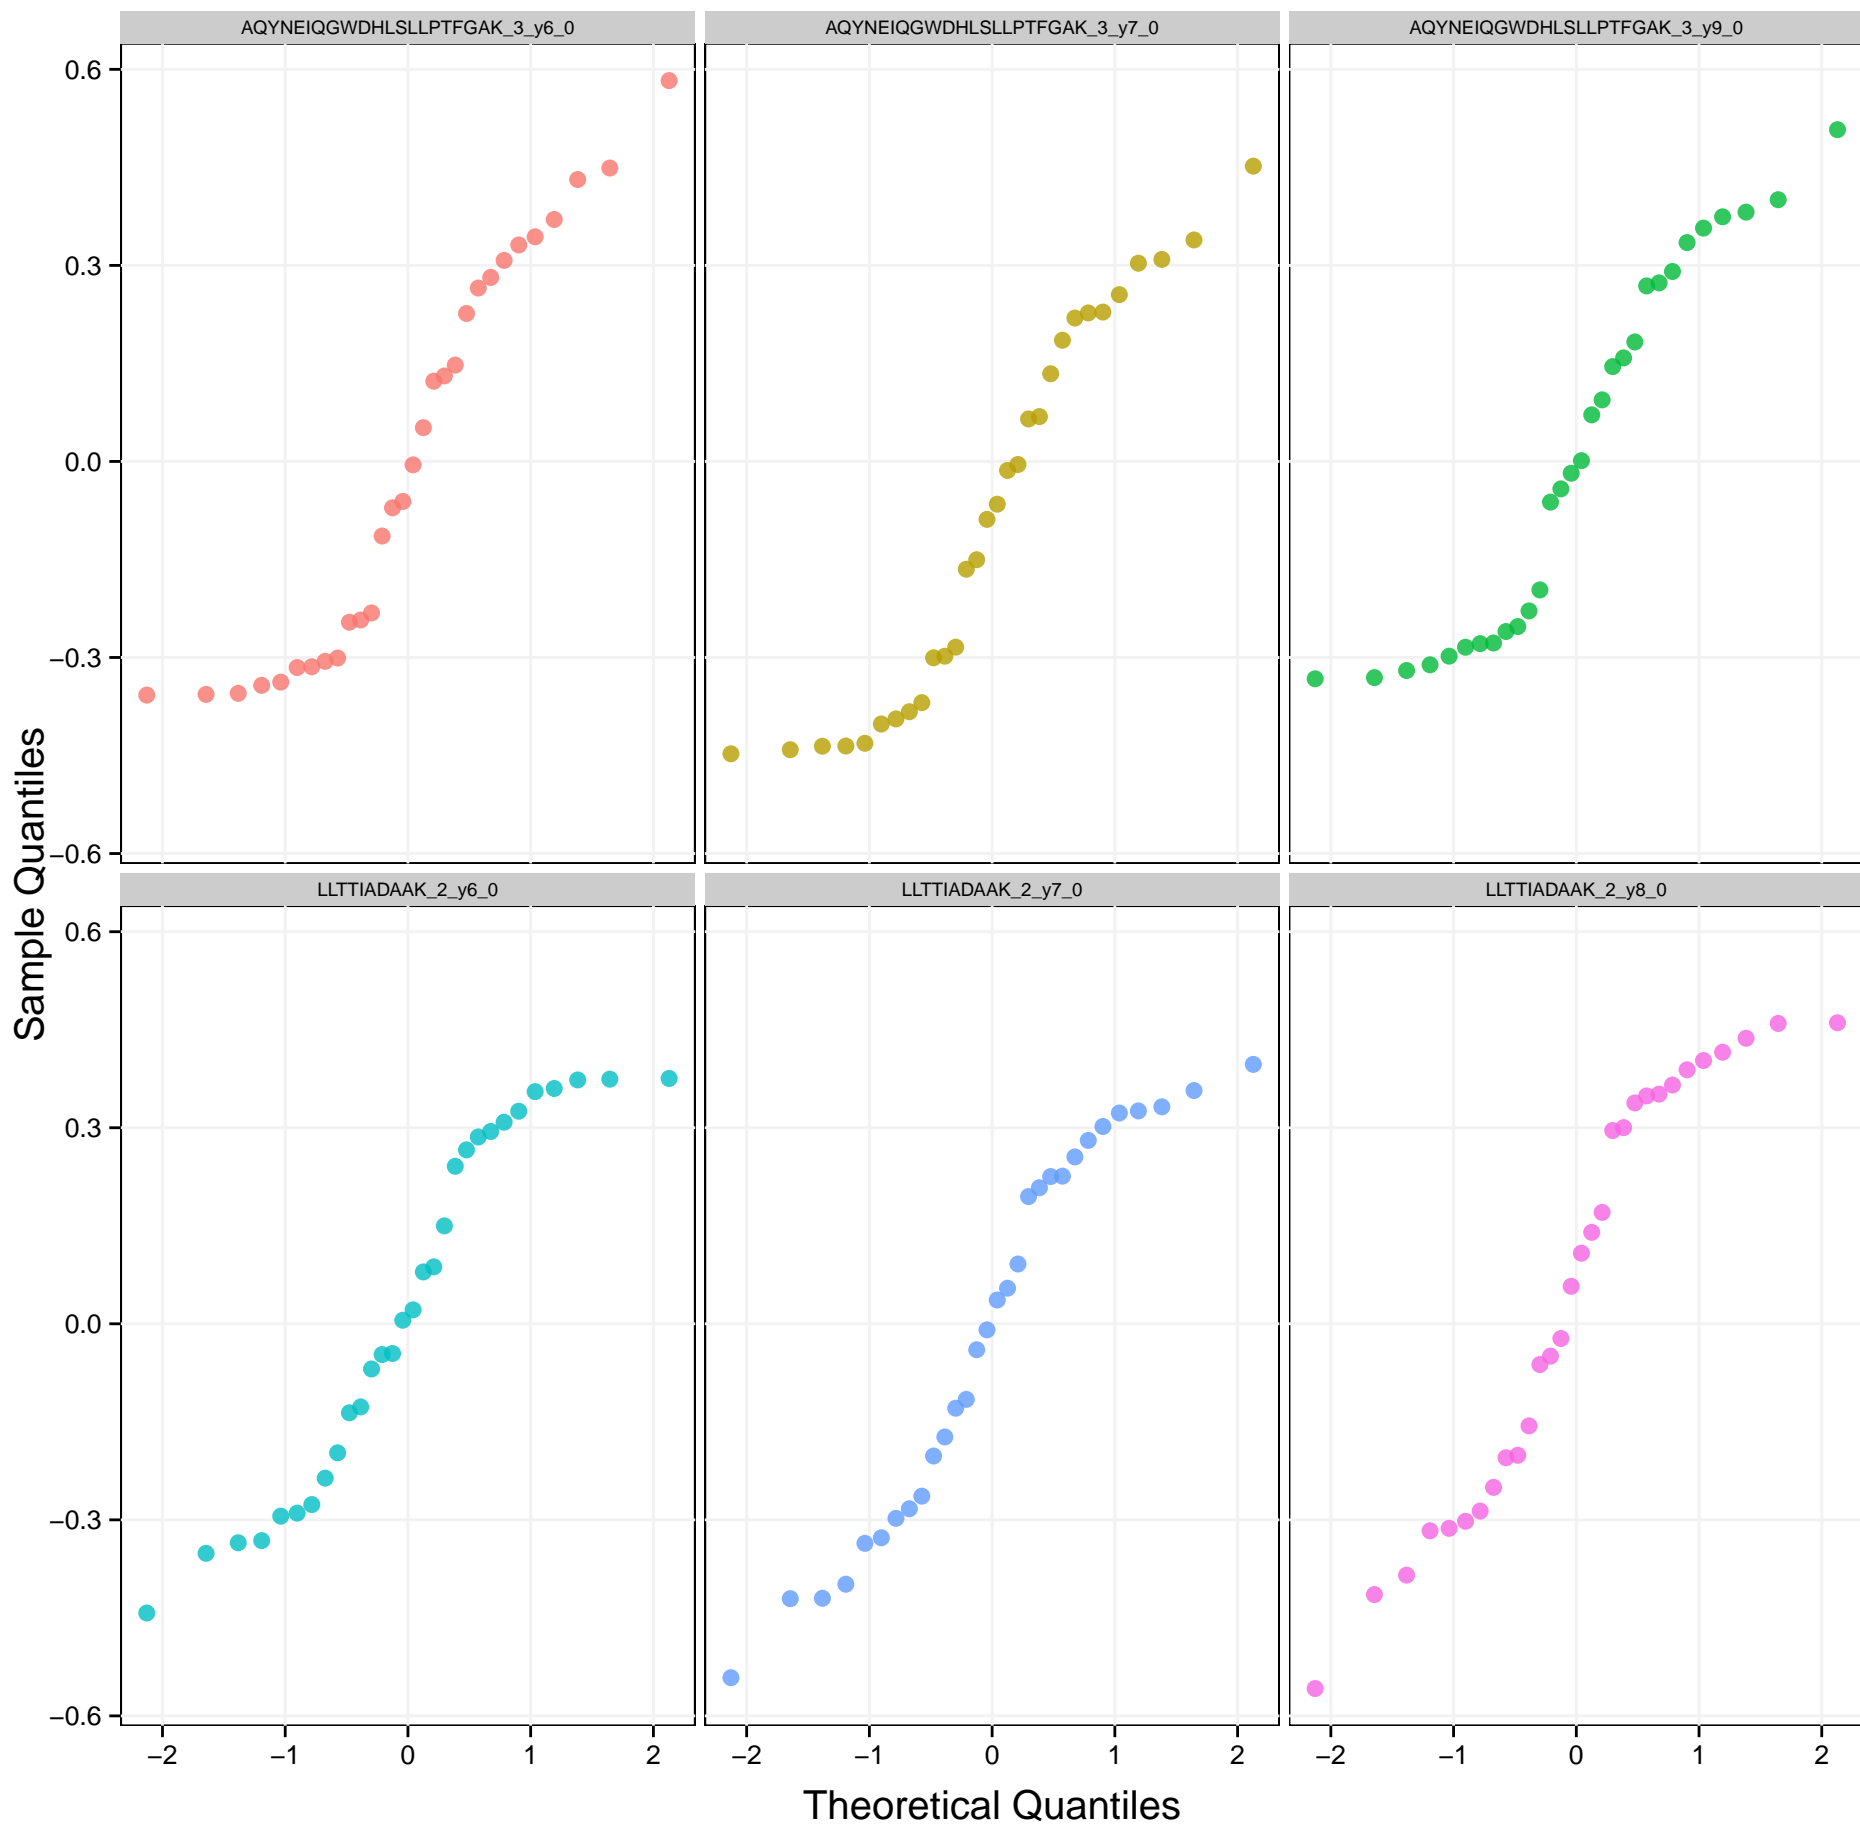 AQYNEIQGWDHLSLLPTFGAK_3_y6_0 AQYNEIQGWDHLSLLPTFGAK_3_y7_0 AQYNEIQGWDHLSLLPTFGAK_3_y9_0
0.6
0.3
0.0
−0.3
−0.6
Sample Quantiles
LLTTIADAAK_2_y6_0 LLTTIADAAK_2_y7_0 LLTTIADAAK_2_y8_0
0.6
0.3
0.0
−0.3
−0.6
−2 −1 0 1 2 −2 −1 0 1 2 −2 −1 0 1 2
Theoretical Quantiles